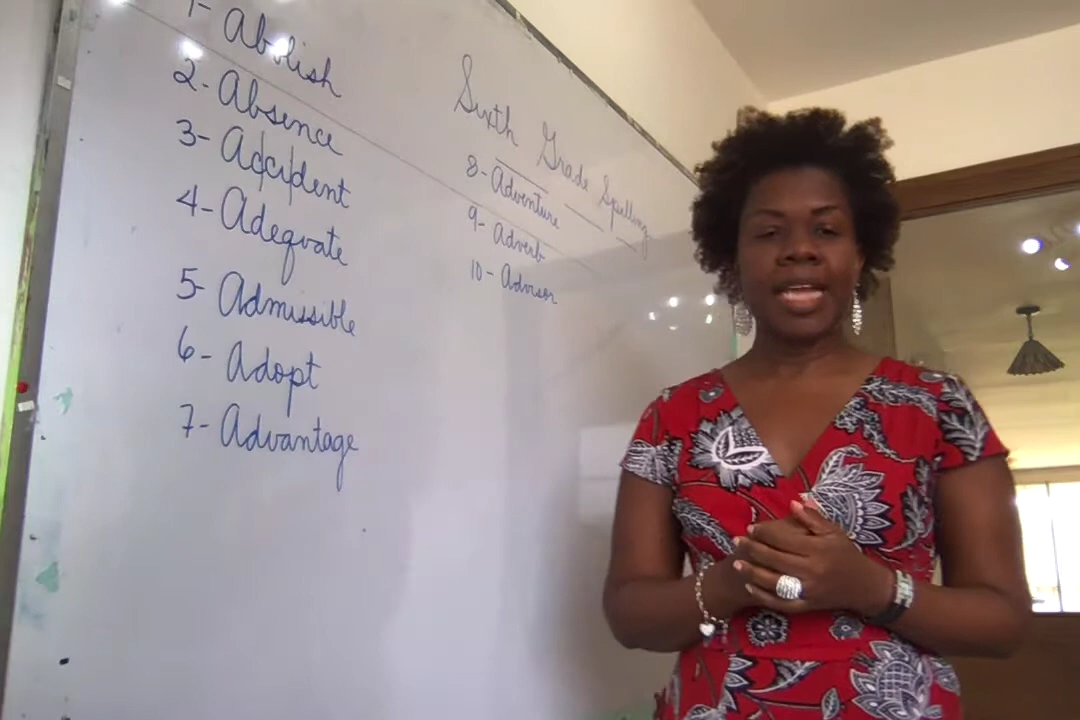 1- Abolish
2- Absence
3- Accident
4- Adequate
5- Admissible
6- Adopt
7- Advantage
Sixth Grade Spelling
8- Adventure
9- Adverb
10- Advisor